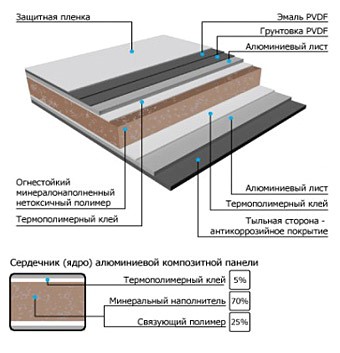 Защитная пленка
Эмаль PVDF
Грунтовка PVDF
Алюминиевый лист
Огнестойкий
минералонаполненный
нетоксичный полимер
Термополимерный клей
Алюминиевый лист
Термополимерный клей
Тыльная сторона -
антикоррозийное покрытие
Сердечник (ядро) алюминиевой композитной панели
Термополимерный клей 5%
Минеральный наполнитель 70%
Связующий полимер 25%